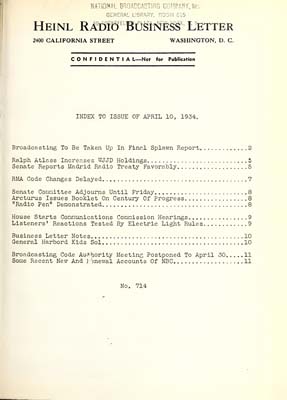 NATIONAL BROADCASTING COMPANY, Inc.
GENERAL LIBRARY, ROOM 615
HEINL RADIO BUSINESS LETTER
2400 CALIFORNIA STREET WASHINGTON, D. C.
CONFIDENTIAL—Not for Publication
INDEX TO ISSUE OF APRIL 10, 1934.
Broadcasting To Be Taken Up In Final Splawn Report.............2
Ralph Atlass Increases WJJD Holdings...........................5
Senate Reports Madrid Radio Treaty Favorably...................5
RMA Code Changes Delayed.......................................7
Senate Committee Adjourns Until Friday.........................8
Arcturus Issues Booklet On Century Of Progress.................8
"Radio Pen" Demonstrated.......................................8
House Starts Communications Commission Hearings................9
Listeners' Reactions Tested By Electric Light Rules............9
Business Letter Notes.........................................10
General Harbord Kids Sol......................................10
Broadcasting Code Authority Meeting Postponed To April 30.....11
Some Recent New And Renewal Accounts Of NBC...................11
No. 714